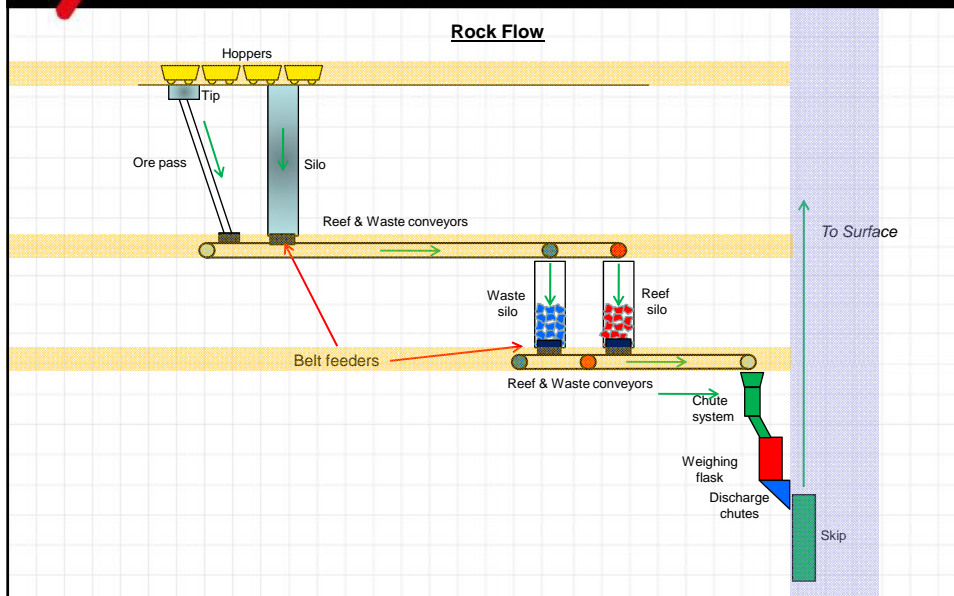 Rock Flow
Hoppers
Tip
Ore pass
Silo
Reef & Waste conveyors
To Surface
Waste
silo
Reef
silo
Belt feeders
Reef & Waste conveyors
Chute
system
Weighing
flask
Discharge
chutes
Skip